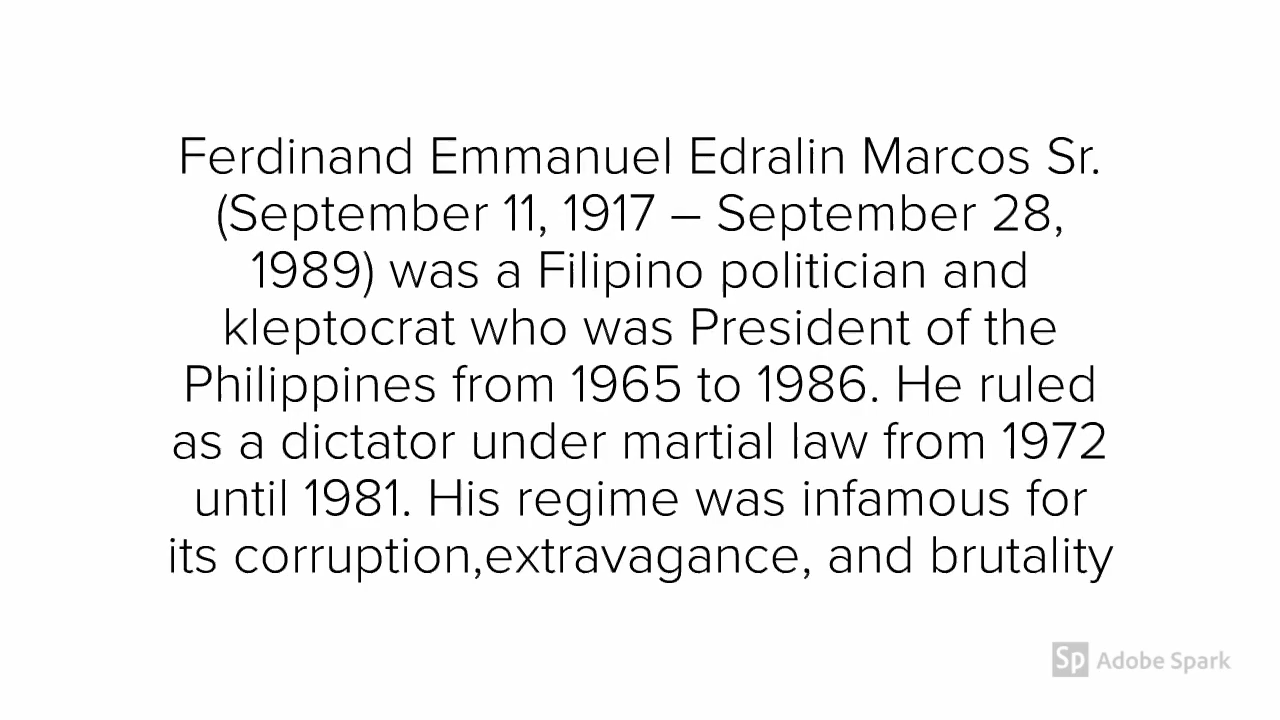 Ferdinand Emmanuel Edralin Marcos Sr.
(September 11, 1917 – September 28,
1989) was a Filipino politician and
kleptocrat who was President of the
Philippines from 1965 to 1986. He ruled
as a dictator under martial law from 1972
until 1981. His regime was infamous for
its corruption,extravagance, and brutality
Sp Adobe Spark